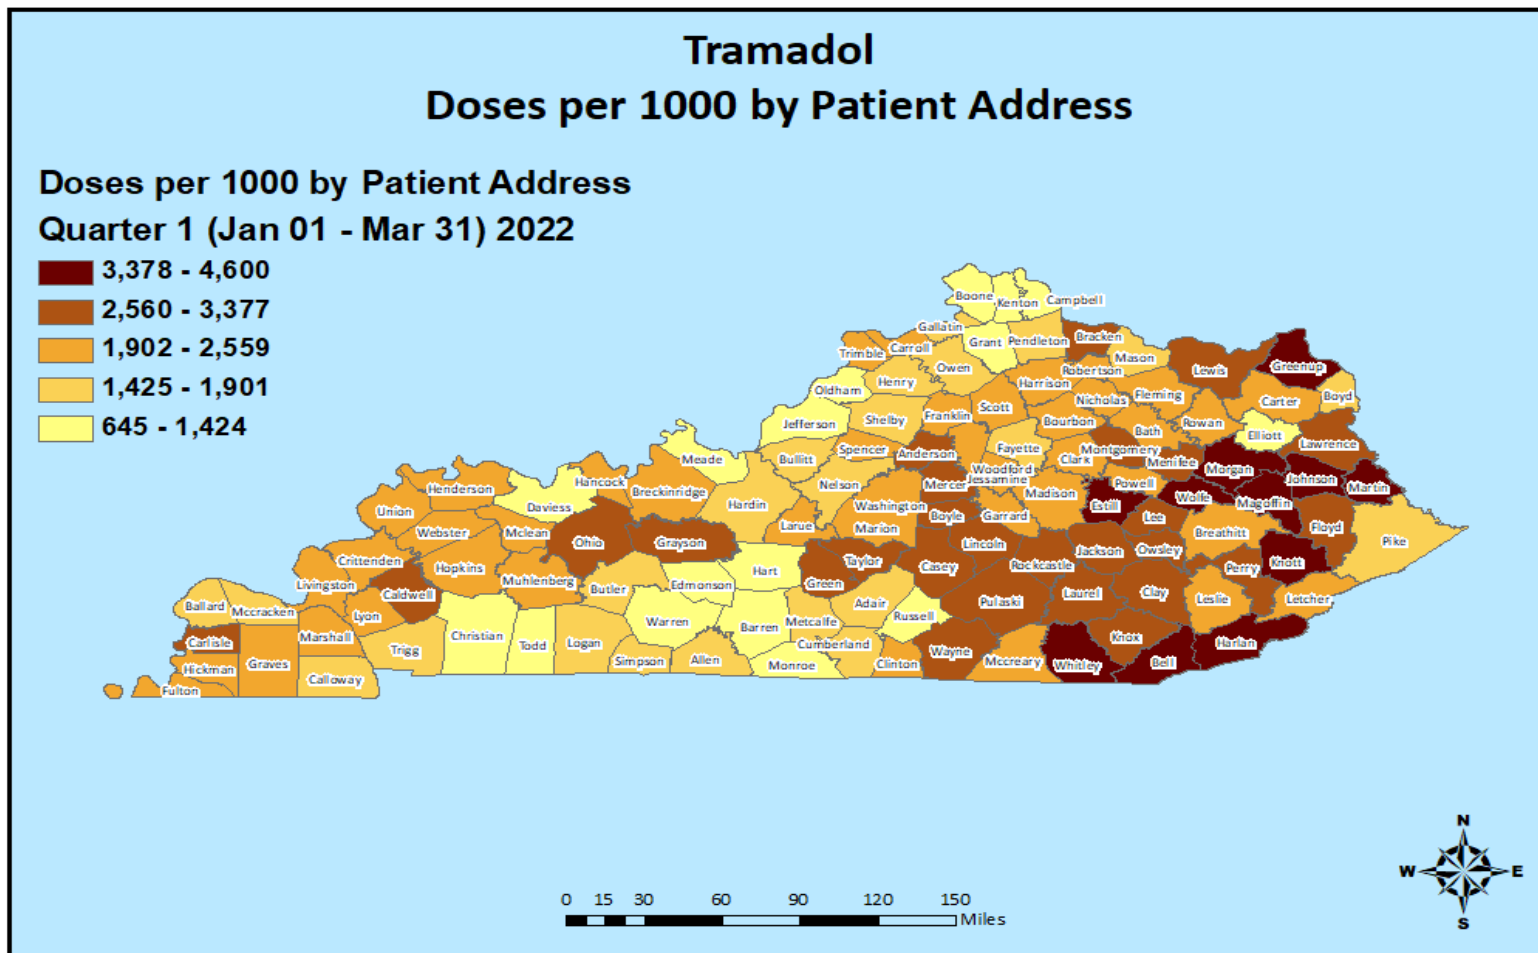 Tramadol
Doses per 1000 by Patient Address
Doses per 1000 by Patient Address
Quarter 1 (Jan 01 - Mar 31) 2022
3,378 - 4,600
2,560 - 3,377
1,902 - 2,559
1,425 - 1,901
645 - 1,424
Boone
Kenton
Campbell
Gallatin
Grant
Pendleton
Bracken
Trimble
Carroll
Owen
Mason
Lewis
Greenup
Oldham
Henry
Harrison
Robertson
Nicholas
Fleming
Carter
Boyd
Jefferson
Shelby
Franklin
Scott
Bourbon
Bath
Rowan
Elliott
Lawrence
Meade
Bullitt
Spencer
Anderson
Fayette
Woodford
Jessamine
Clark
Montgomery
Menifee
Morgan
Johnson
Martin
Henderson
Hancock
Breckinridge
Daviess
Hardin
Nelson
Mercer
Washington
Madison
Powell
Estill
Wolfe
Magoffin
Union
Webster
Mclean
Ohio
Grayson
Larue
Marion
Boyle
Garrard
Lee
Breathitt
Floyd
Pike
Crittenden
Livingston
Hopkins
Muhlenberg
Caldwell
Butler
Edmonson
Hart
Green
Taylor
Casey
Lincoln
Rockcastle
Jackson
Owsley
Perry
Knott
Ballard
Mccracken
Lyon
Christian
Todd
Logan
Warren
Barren
Metcalfe
Adair
Russell
Pulaski
Laurel
Clay
Leslie
Letcher
Carlisle
Marshall
Hickman
Graves
Trigg
Simpson
Allen
Monroe
Cumberland
Clinton
Wayne
Mccreary
Whitley
Knox
Bell
Harlan
Fulton
Calloway
N
W
E
S
0 15 30 60 90 120 150
Miles